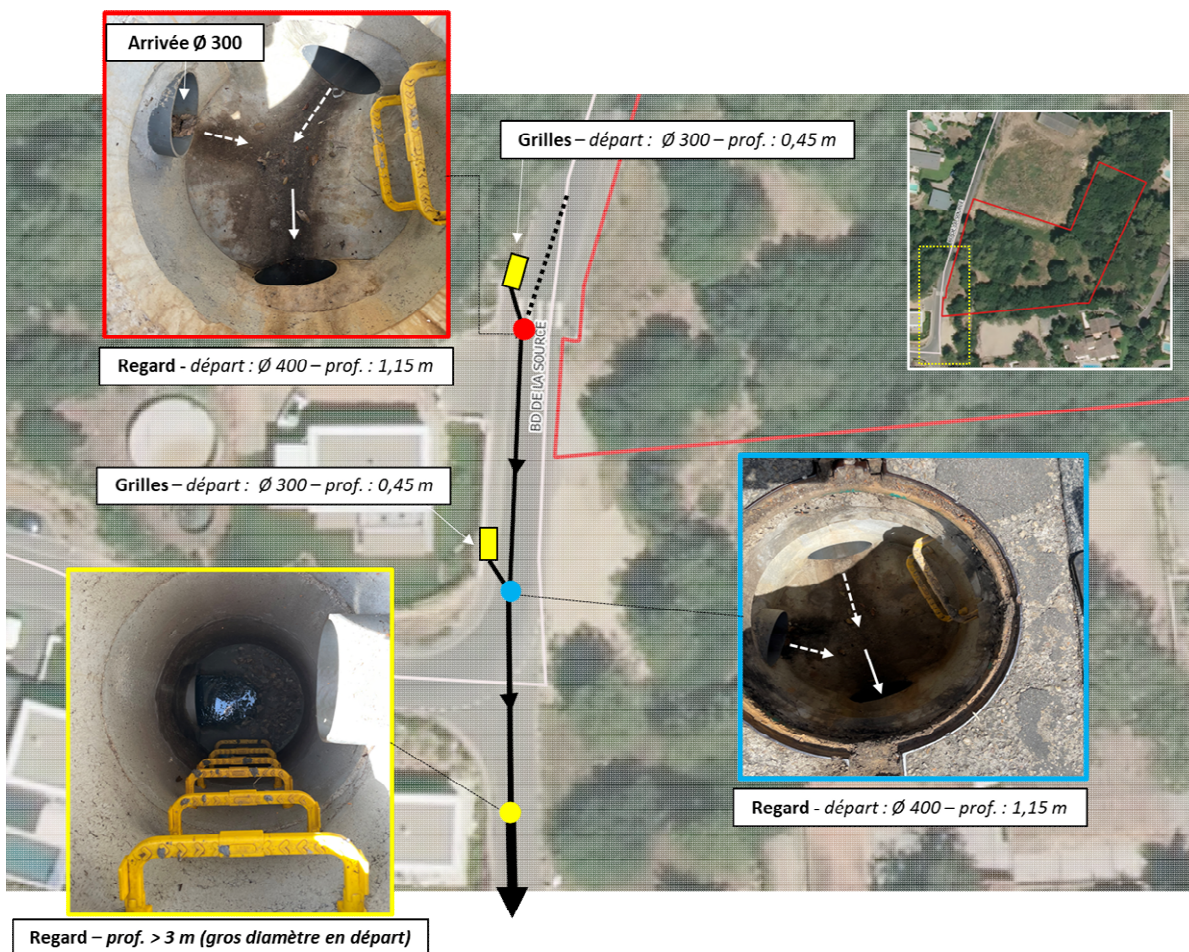 Arrivée Ø 300
Grilles – départ : Ø 300 – prof. : 0,45 m
Regard - départ : Ø 400 – prof. : 1,15 m
BD DE LA SOURCE
Grilles – départ : Ø 300 – prof. : 0,45 m
Regard - départ : Ø 400 – prof. : 1,15 m
Regard – prof. > 3 m (gros diamètre en départ)